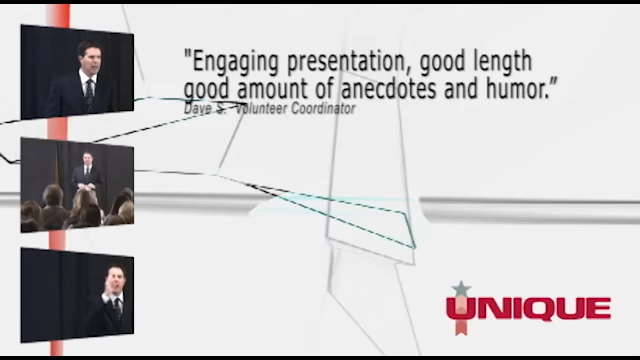 "Engaging presentation, good length
good amount of anecdotes and humor.”
Dave S. Volunteer Coordinator
UNIQUE